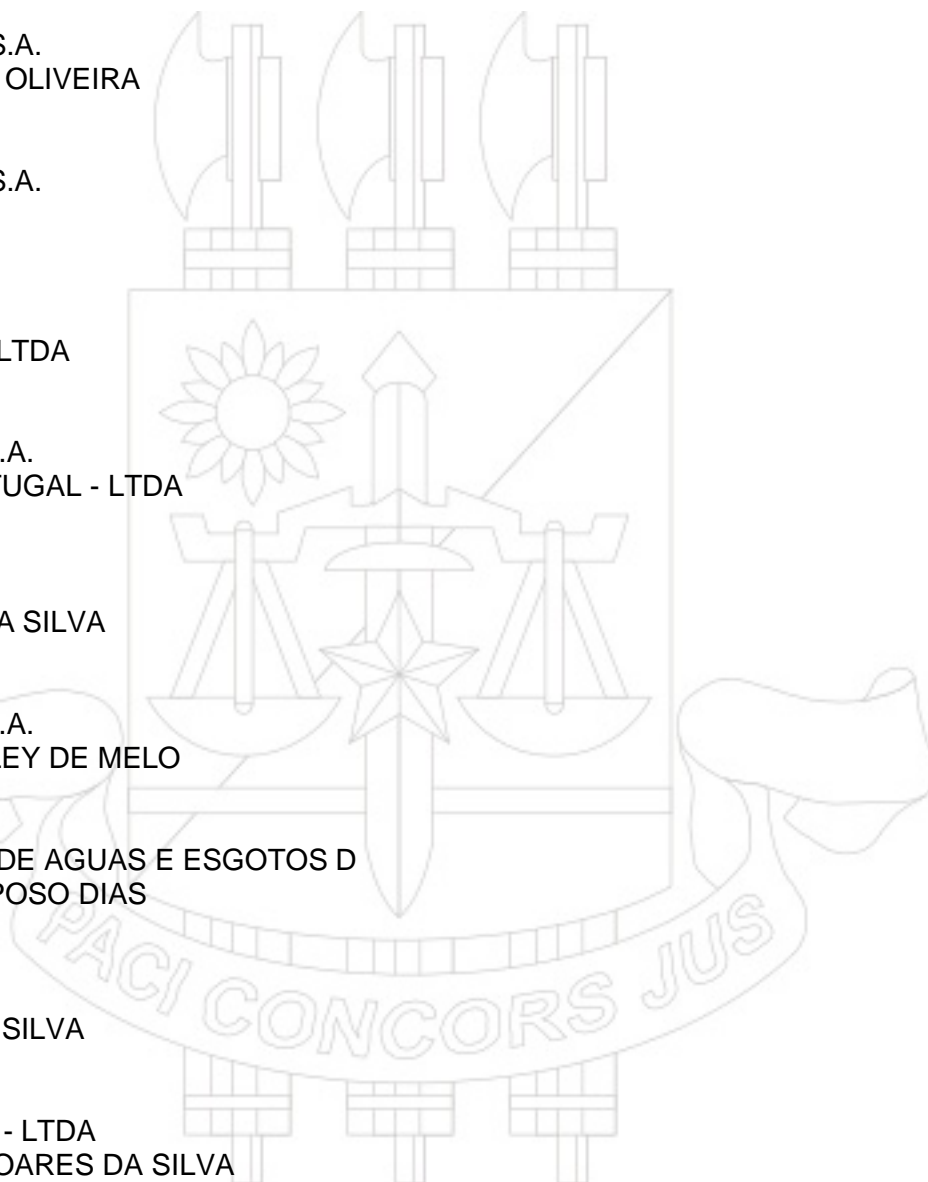 S.A.
OLIVEIRA
S.A.
LTDA
.A.
TUGAL - LTDA
A SILVA
.A.
LEY DE MELO
DE AGUAS E ESGOTOS D
POSO DIAS
PACI CONCORS JUS
SILVA
- LTDA
OARES DA SILVA